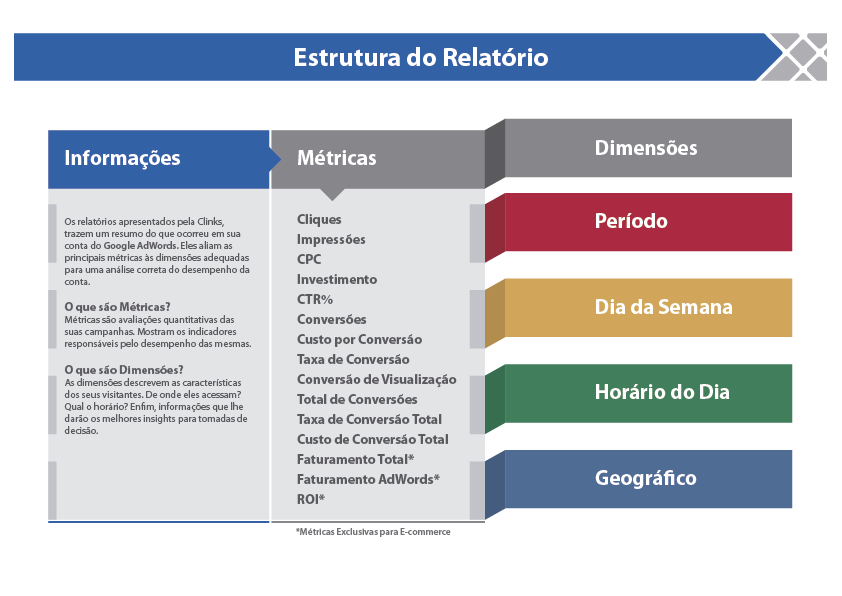 Estrutura do Relatório
Informações
Os relatórios apresentados pela Clinks,
trazem um resumo do que ocorreu em sua
conta do Google AdWords. Eles aliam as
principais métricas às dimensões adequadas
para uma análise correta do desempenho da
conta.
O que são Métricas?
Métricas são avaliações quantitativas das
suas campanhas. Mostram os indicadores
responsáveis pelo desempenho das mesmas.
O que são Dimensões?
As dimensões descrevem as características
dos seus visitantes. De onde eles acessam?
Qual o horário? Enfim, informações que lhe
darão os melhores insights para tomadas de
decisão.
Métricas
Cliques
Impressões
CPC
Investimento
CTR%
Conversões
Custo por Conversão
Taxa de Conversão
Conversão de Visualização
Total de Conversões
Taxa de Conversão Total
Custo de Conversão Total
Faturamento Total*
Faturamento AdWords*
ROI*
*Métricas Exclusivas para E-commerce
Dimensões
Período
Dia da Semana
Horário do Dia
Geográfico